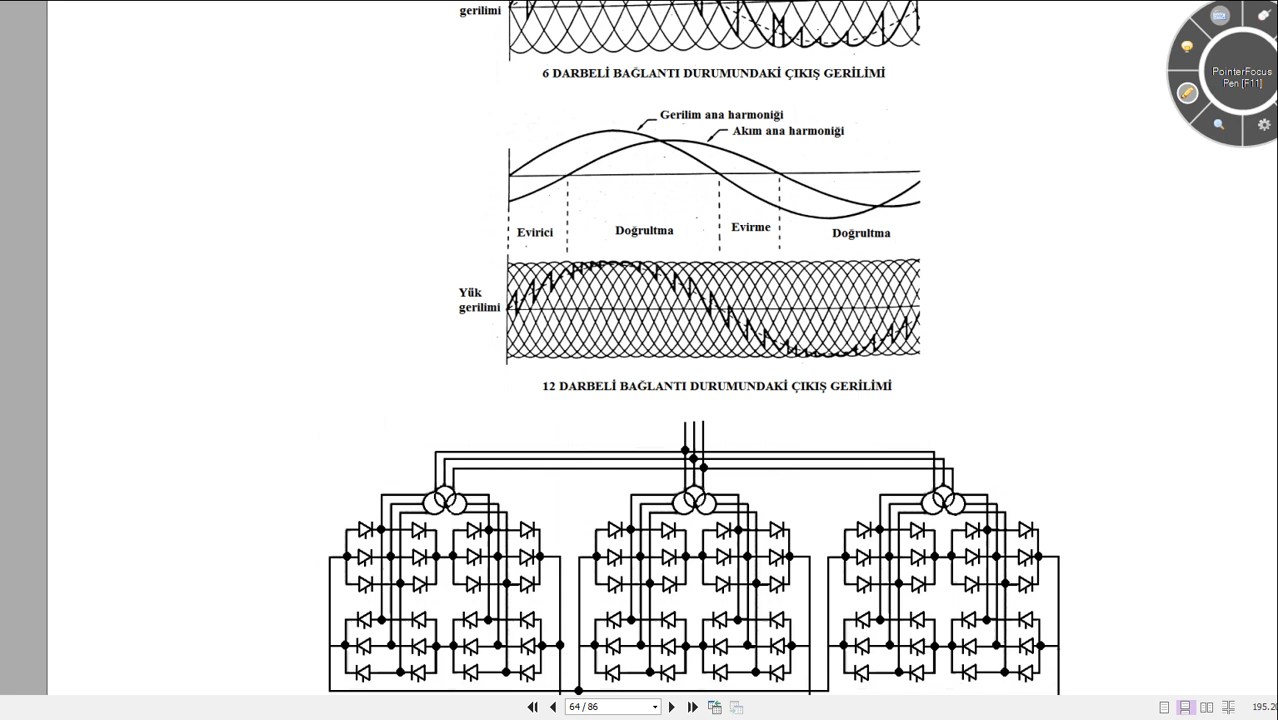 gerilimi
6 DARBELİ BAĞLANTI DURUMUNDAKİ ÇIKIŞ GERİLİMİ
Gerilim ana harmoniği
Akım ana harmoniği
Evirici
Doğrultma
Evirme
Doğrultma
Yük
gerilimi
12 DARBELİ BAĞLANTI DURUMUNDAKİ ÇIKIŞ GERİLİMİ
PointerFocus
Pen [F11]
64 / 86